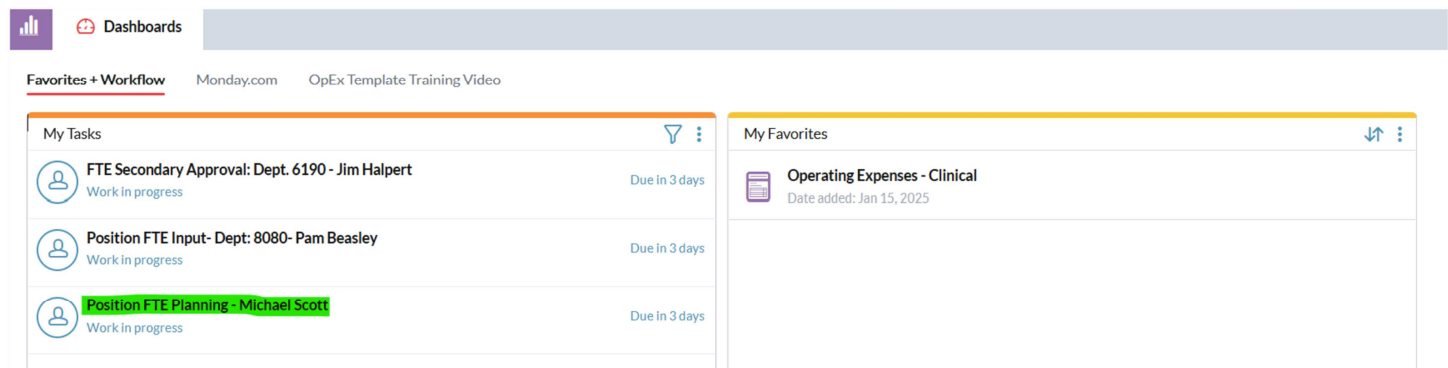 Dashboards
Favorites + Workflow
Monday.com
OpEx Template Training Video
My Tasks
FTE Secondary Approval: Dept. 6190 - Jim Halpert
Work in progress
Due in 3 days
Position FTE Input- Dept: 8080- Pam Beasley
Work in progress
Due in 3 days
Position FTE Planning - Michael Scott
Work in progress
Due in 3 days
My Favorites
Operating Expenses - Clinical
Date added: Jan 15, 2025